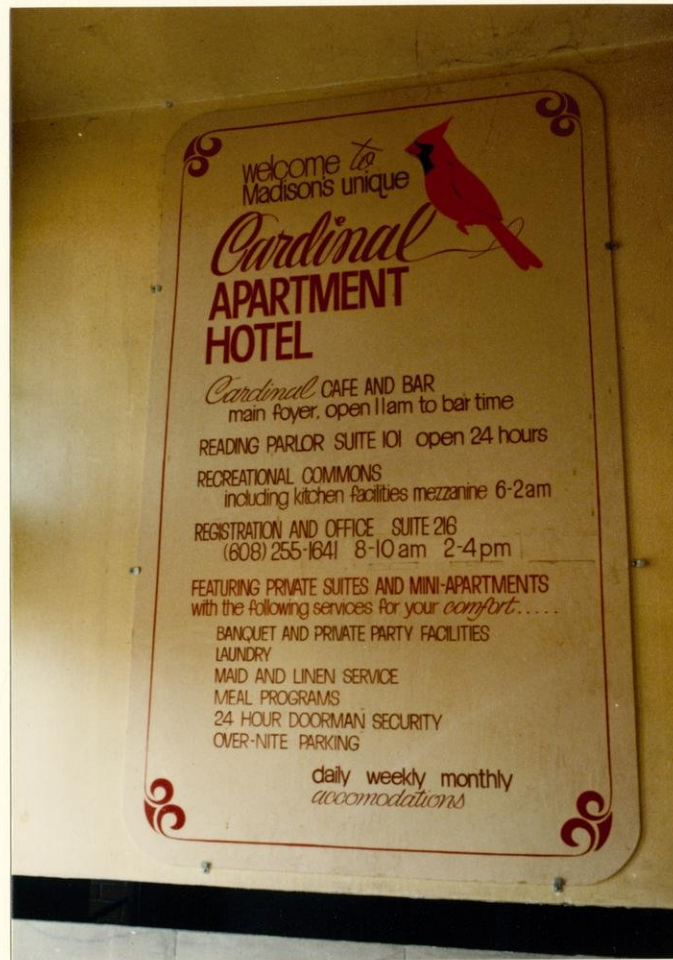 welcome to
Madison's unique
Cardinal
APARTMENT
HOTEL
Cardinal CAFE AND BAR
main foyer, open 11am to bar time
READING PARLOR SUITE 101 open 24 hours
RECREATIONAL COMMONS
including kitchen facilities mezzanine 6-2am
REGISTRATION AND OFFICE SUITE 216
(608) 255-1641 8-10 am 2-4 pm
FEATURING PRIVATE SUITES AND MINI-APARTMENTS
with the following services for your comfort.....
BANQUET AND PRIVATE PARTY FACILITIES
LAUNDRY
MAID AND LINEN SERVICE
MEAL PROGRAMS
24 HOUR DOORMAN SECURITY
OVER-NITE PARKING
daily weekly monthly
accomodations